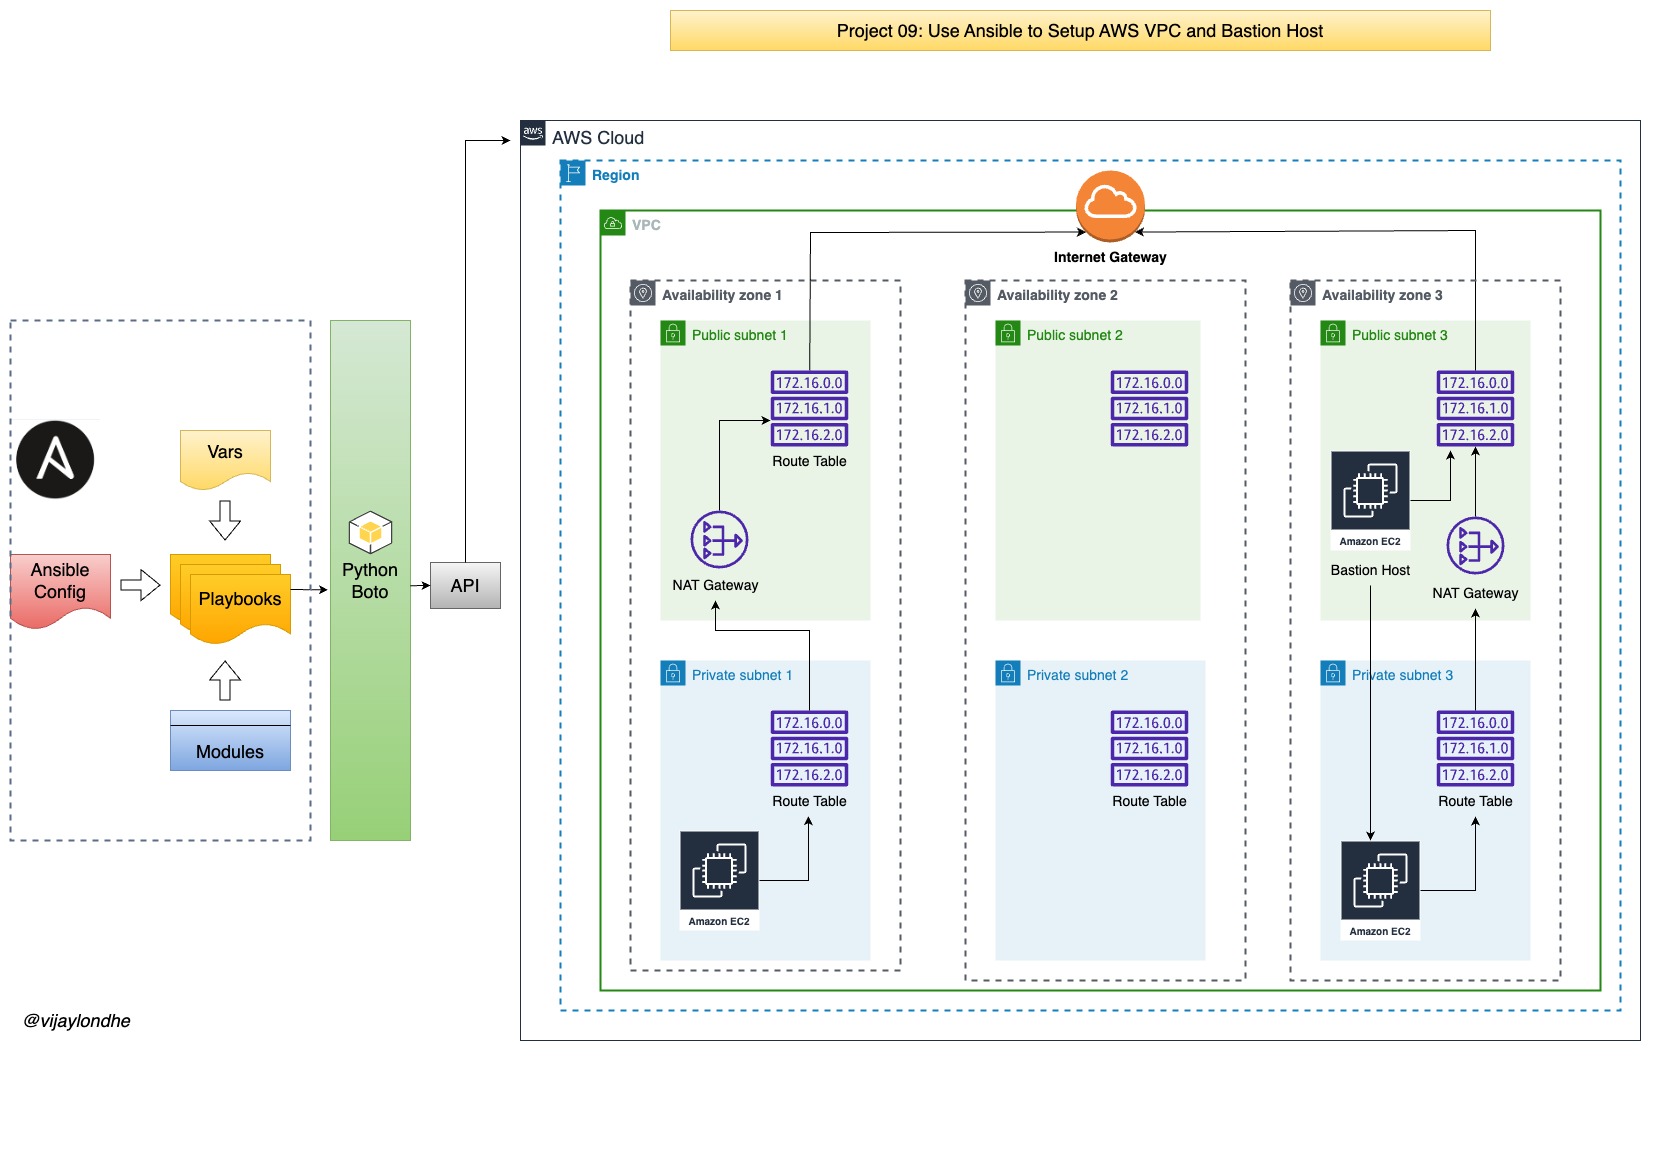 Project 09: Use Ansible to Setup AWS VPC and Bastion Host
aws
AWS Cloud
Region
VPC
Internet Gateway
Availability zone 1
Availability zone 2
Availability zone 3
Public subnet 1
172.16.0.0
172.16.1.0
172.16.2.0
Route Table
NAT Gateway
Public subnet 2
172.16.0.0
172.16.1.0
172.16.2.0
Public subnet 3
172.16.0.0
172.16.1.0
172.16.2.0
Amazon EC2
Bastion Host
NAT Gateway
Private subnet 1
172.16.0.0
172.16.1.0
172.16.2.0
Route Table
Amazon EC2
Private subnet 2
172.16.0.0
172.16.1.0
172.16.2.0
Route Table
Private subnet 3
172.16.0.0
172.16.1.0
172.16.2.0
Route Table
Amazon EC2
Vars
Ansible
Config
Playbooks
Modules
Python
Boto
API
@vijaylondhe